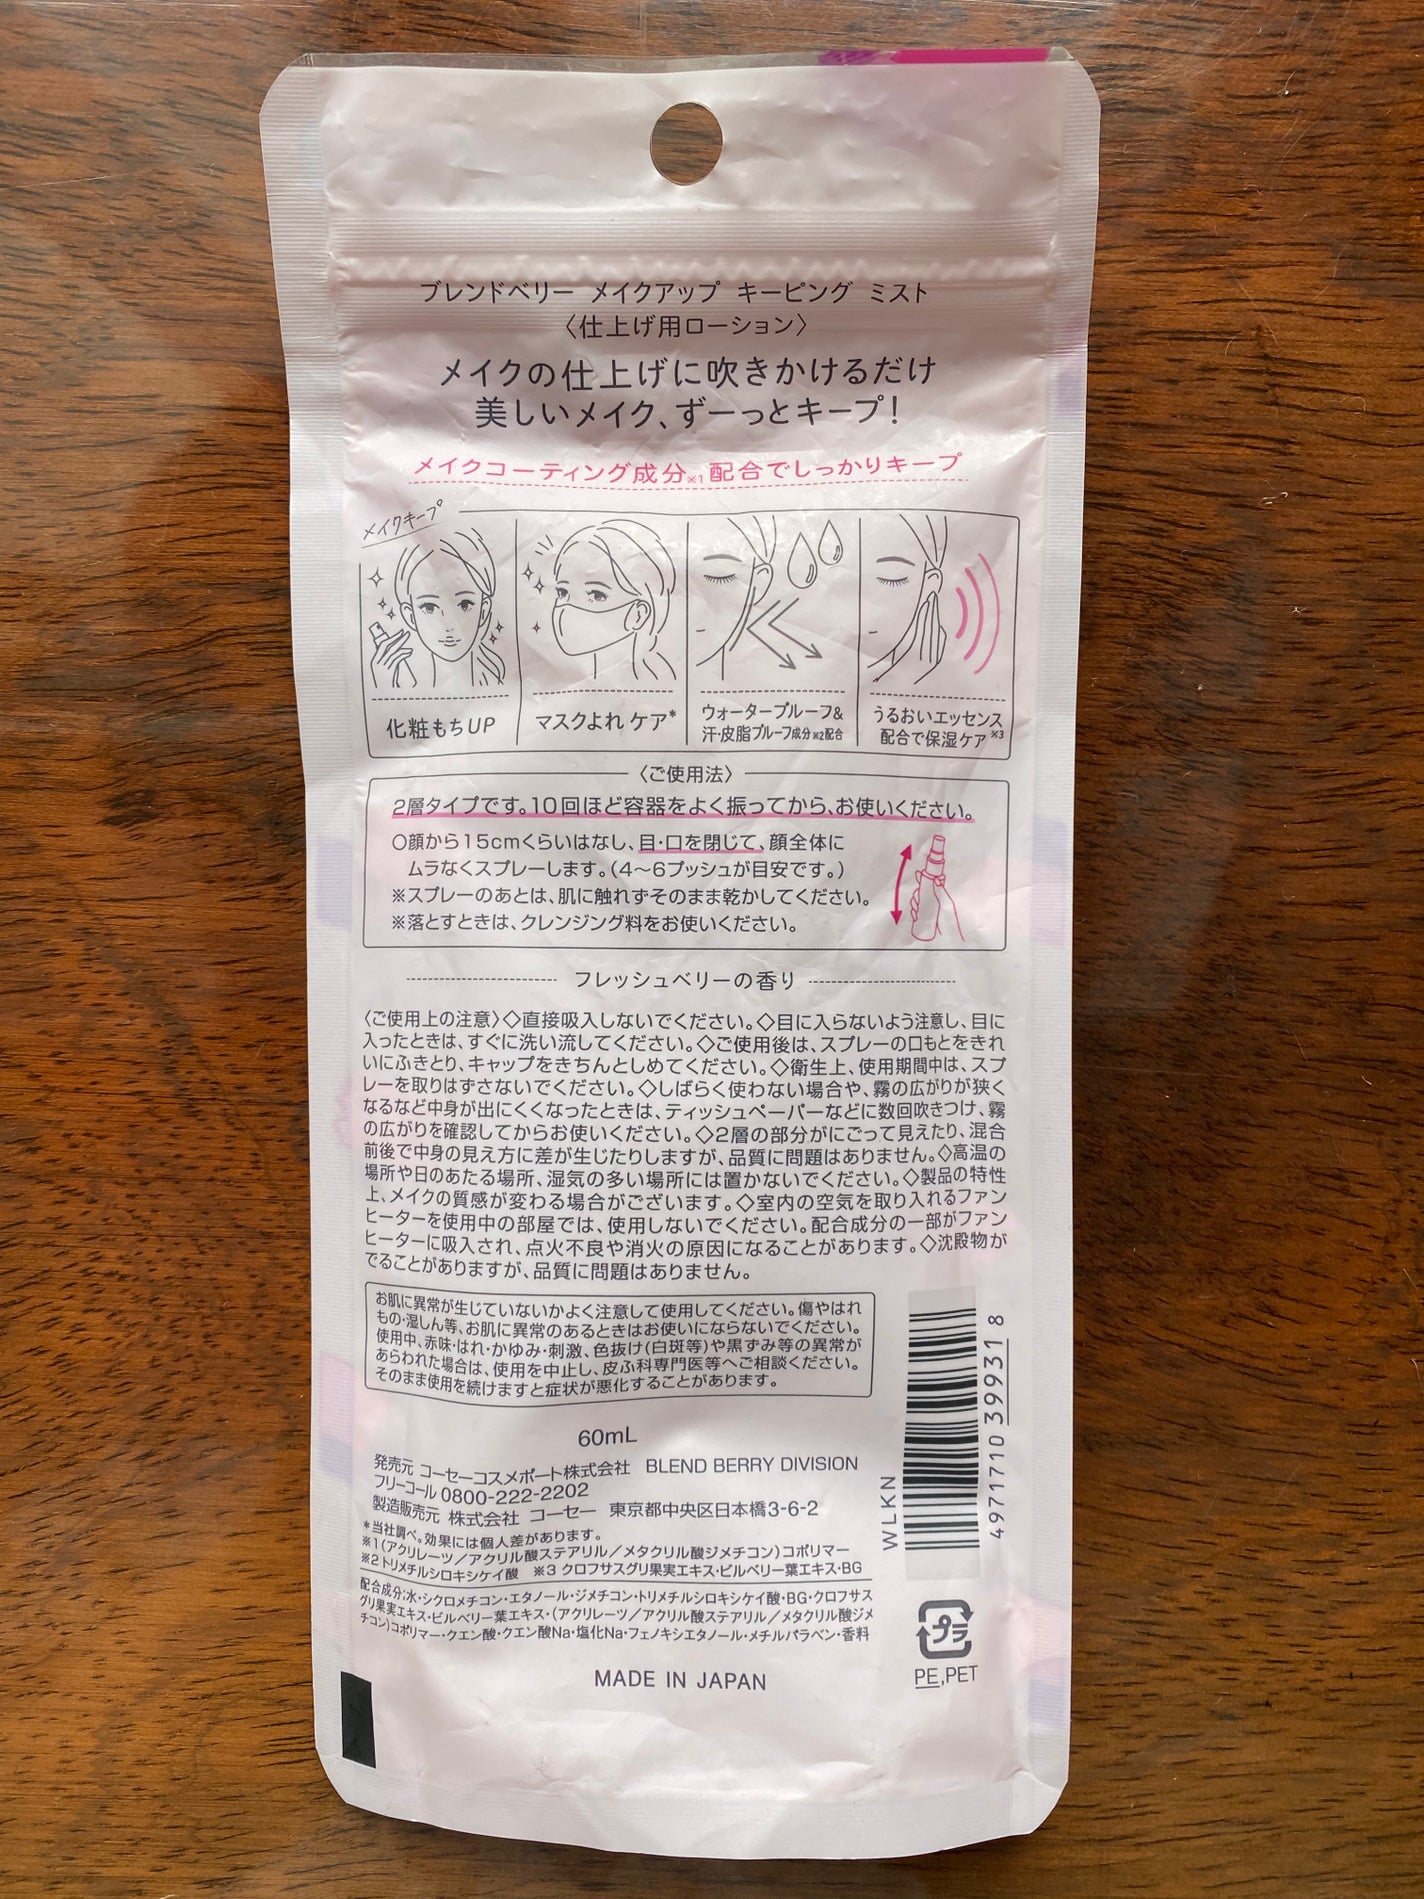 ブレンドベリー メイクアップ キーピング ミスト
〈仕上げ用ローション〉
メイクの仕上げに吹きかけるだけ
美しいメイク、ずーっとキープ！
メイクコーティング成分※1配合でしっかりキープ
メイクキープ
化粧もちUP
マスクよれ ケア*
ウォータープルーフ&
汗・皮脂プルーフ成分※2配合
うるおいエッセンス
配合で保湿ケア※3
〈ご使用法〉
2層タイプです。10回ほど容器をよく振ってから、お使いください。
○顔から15cmくらいはなし、目・口を閉じて、顔全体に
ムラなくスプレーします。（4〜6プッシュが目安です。）
※スプレーのあとは、肌に触れずそのまま乾かしてください。
※落とすときは、クレンジング料をお使いください。
フレッシュベリーの香り
〈ご使用上の注意〉◇直接吸入しないでください。◇目に入らないよう注意し、目に
入ったときは、すぐに洗い流してください。◇ご使用後は、スプレーの口もとをきれ
いにふきとり、キャップをきちんとしめてください。◇衛生上、使用期間中は、スプ
レーを取りはずさないでください。◇しばらく使わない場合や、霧の広がりが狭く
なるなど中身が出にくくなったときは、ティッシュペーパーなどに数回吹きつけ、霧
の広がりを確認してからお使いください。◇2層の部分がにごって見えたり、混合
前後で中身の見え方に差が生じたりしますが、品質に問題はありません。◇高温の
場所や日のあたる場所、湿気の多い場所には置かないでください。◇製品の特性
上、メイクの質感が変わる場合がございます。◇室内の空気を取り入れるファン
ヒーターを使用中の部屋では、使用しないでください。配合成分の一部がファン
ヒーターに吸入され、点火不良や消火の原因になることがあります。◇沈殿物が
でることがありますが、品質に問題はありません。
お肌に異常が生じていないかよく注意して使用してください。傷やはれ
もの・湿しん等、お肌に異常のあるときはお使いにならないでください。
使用中、赤味・はれ・かゆみ・刺激、色抜け（白斑等）や黒ずみ等の異常が
あらわれた場合は、使用を中止し、皮ふ科専門医等へご相談ください。
そのまま使用を続けますと症状が悪化することがあります。
60mL
発売元 コーセーコスメポート株式会社 BLEND BERRY DIVISION
フリーコール 0800-222-2202
製造販売元 株式会社 コーセー 東京都中央区日本橋3-6-2
*当社調べ。効果には個人差があります。
※1（アクリレーツ／アクリル酸ステアリル／メタクリル酸ジメチコン）コポリマー
※2トリメチルシロキシケイ酸 ※3 クロフサスグリ果実エキス・ビルベリー葉エキス・BG
配合成分;水・シクロメチコン・エタノール・ジメチコン・トリメチルシロキシケイ酸・BG・クロフサス
グリ果実エキス・ビルベリー葉エキス・（アクリレーツ／アクリル酸ステアリル／メタクリル酸ジメ
チコン）コポリマー・クエン酸・クエン酸Na・塩化Na・フェノキシエタノール・メチルパラベン・香料
MADE IN JAPAN
WLKN
4971710399318
プラ
PE,PET